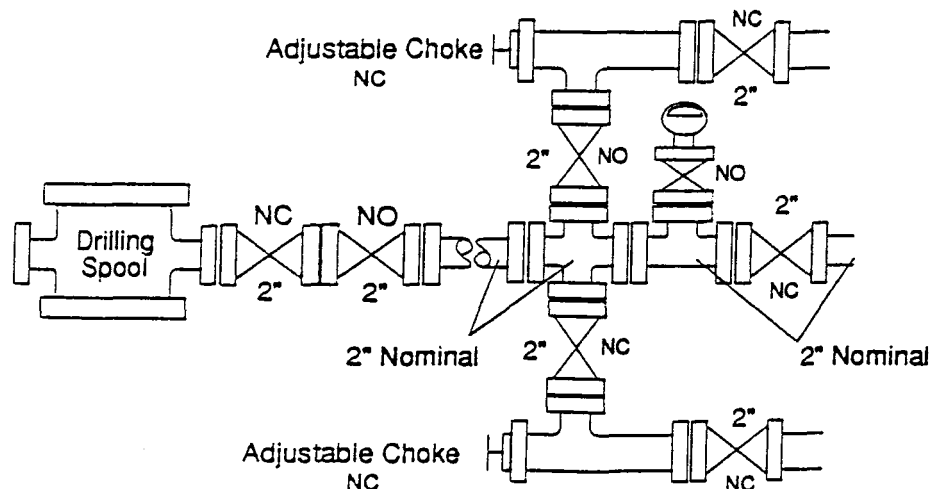 NC
Adjustable Choke
NC
2"
2" NO
NO
2"
NC NO
Drilling
Spool
2" 2"
NC
2" Nominal
2" NC
2" Nominal
2"
Adjustable Choke
NC
NC